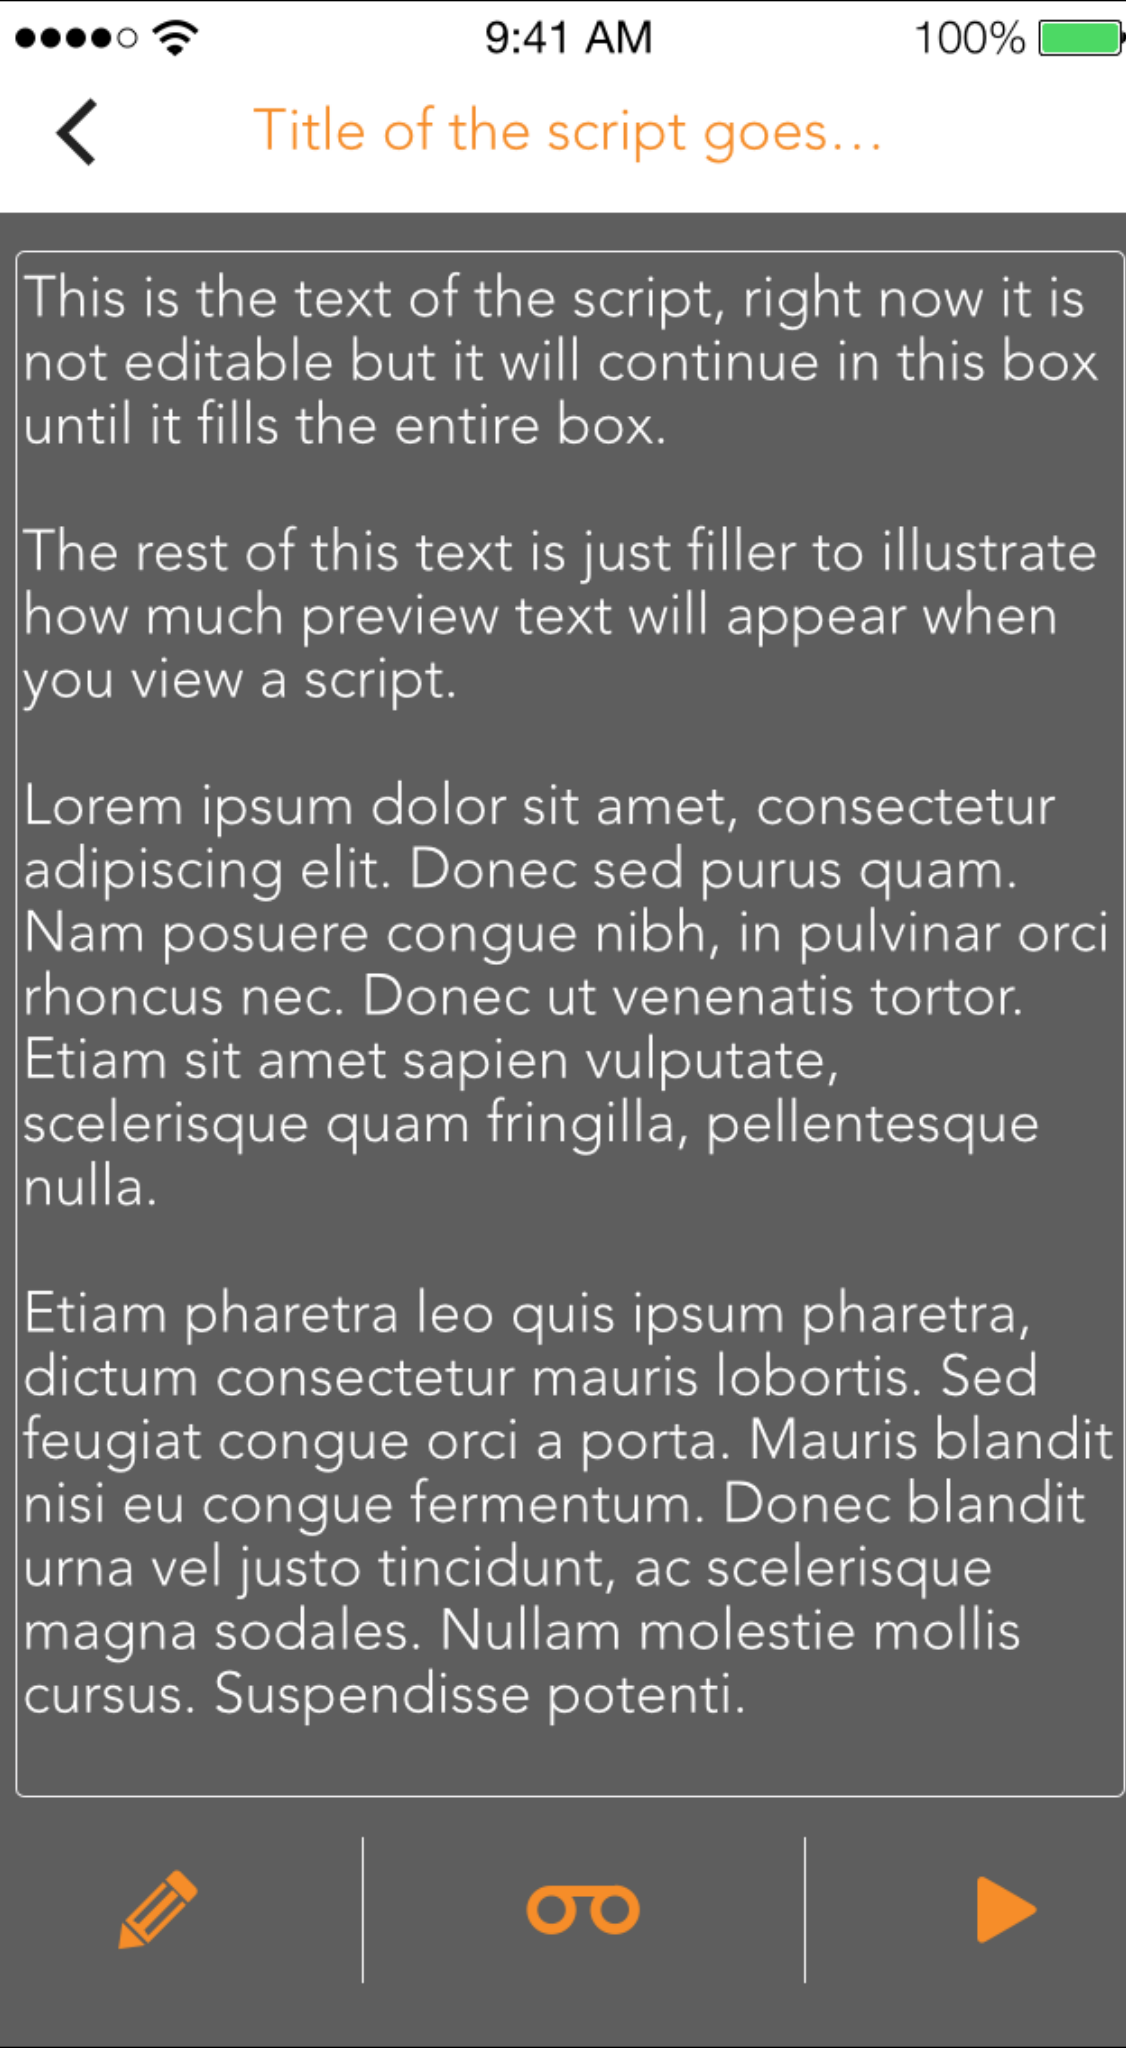 9:41 AM
100%
Title of the script goes...
This is the text of the script, right now it is
not editable but it will continue in this box
until it fills the entire box.
The rest of this text is just filler to illustrate
how much preview text will appear when
you view a script.
Lorem ipsum dolor sit amet, consectetur
adipiscing elit. Donec sed purus quam.
Nam posuere congue nibh, in pulvinar orci
rhoncus nec. Donec ut venenatis tortor.
Etiam sit amet sapien vulputate,
scelerisque quam fringilla, pellentesque
nulla.
Etiam pharetra leo quis ipsum pharetra,
dictum consectetur mauris lobortis. Sed
feugiat congue orci a porta. Mauris blandit
nisi eu congue fermentum. Donec blandit
urna vel justo tincidunt, ac scelerisque
magna sodales. Nullam molestie mollis
cursus. Suspendisse potenti.